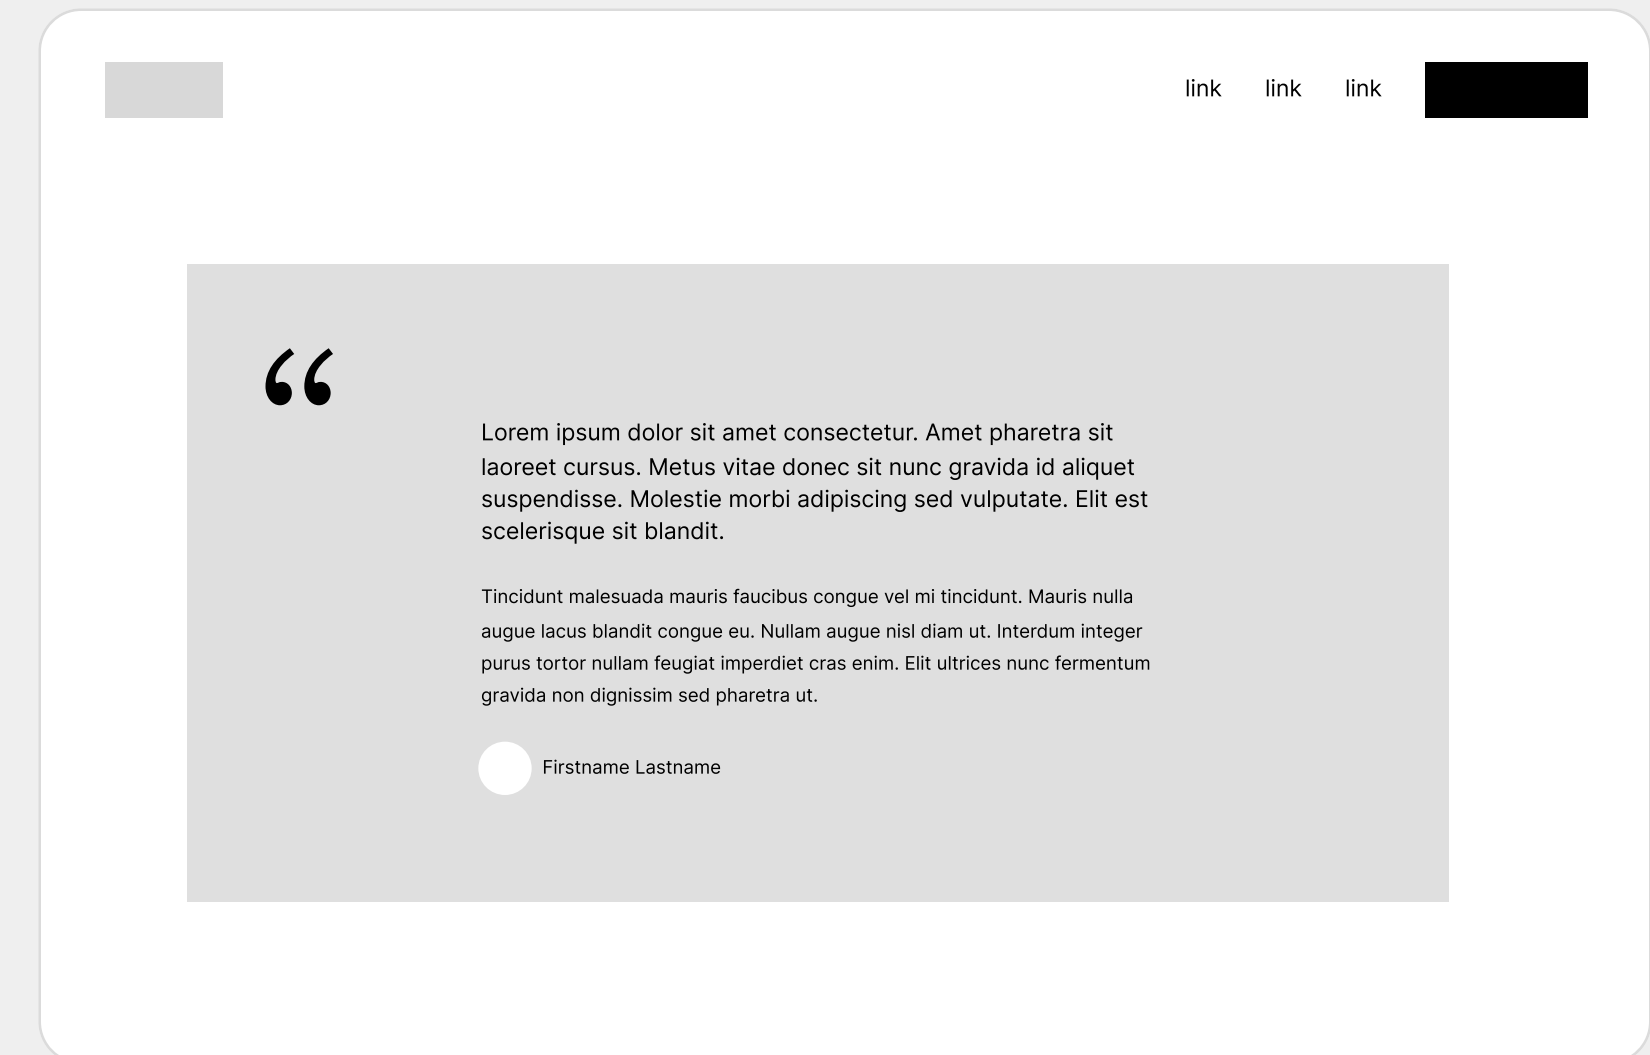 link link link
“
Lorem ipsum dolor sit amet consectetur. Amet pharetra sit
laoreet cursus. Metus vitae donec sit nunc gravida id aliquet
suspendisse. Molestie morbi adipiscing sed vulputate. Elit est
scelerisque sit blandit.
Tincidunt malesuada mauris faucibus congue vel mi tincidunt. Mauris nulla
augue lacus blandit congue eu. Nullam augue nisl diam ut. Interdum integer
purus tortor nullam feugiat imperdiet cras enim. Elit ultrices nunc fermentum
gravida non dignissim sed pharetra ut.
Firstname Lastname